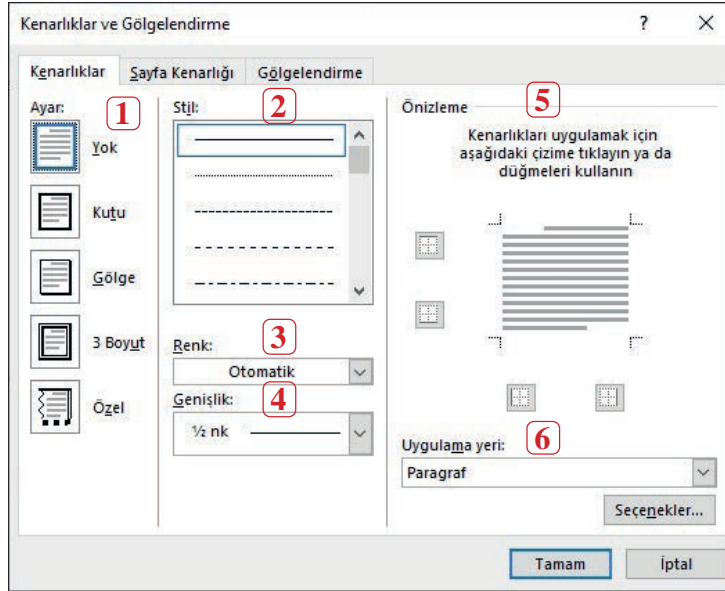 Kenarlıklar ve Gölgelendirme ?
Kenarlıklar Sayfa Kenarlığı Gölgelendirme
Ayar: 1
Yok
Kutu
Gölge
3 Boyut
Özel
Stil: 2
Renk: 3
Otomatik
Genişlik: 4
½ nk
Önizleme 5
Kenarlıkları uygulamak için
aşağıdaki çizime tıklayın ya da
düğmeleri kullanın
Uygulama yeri: 6
Paragraf
Seçenekler...
Tamam İptal